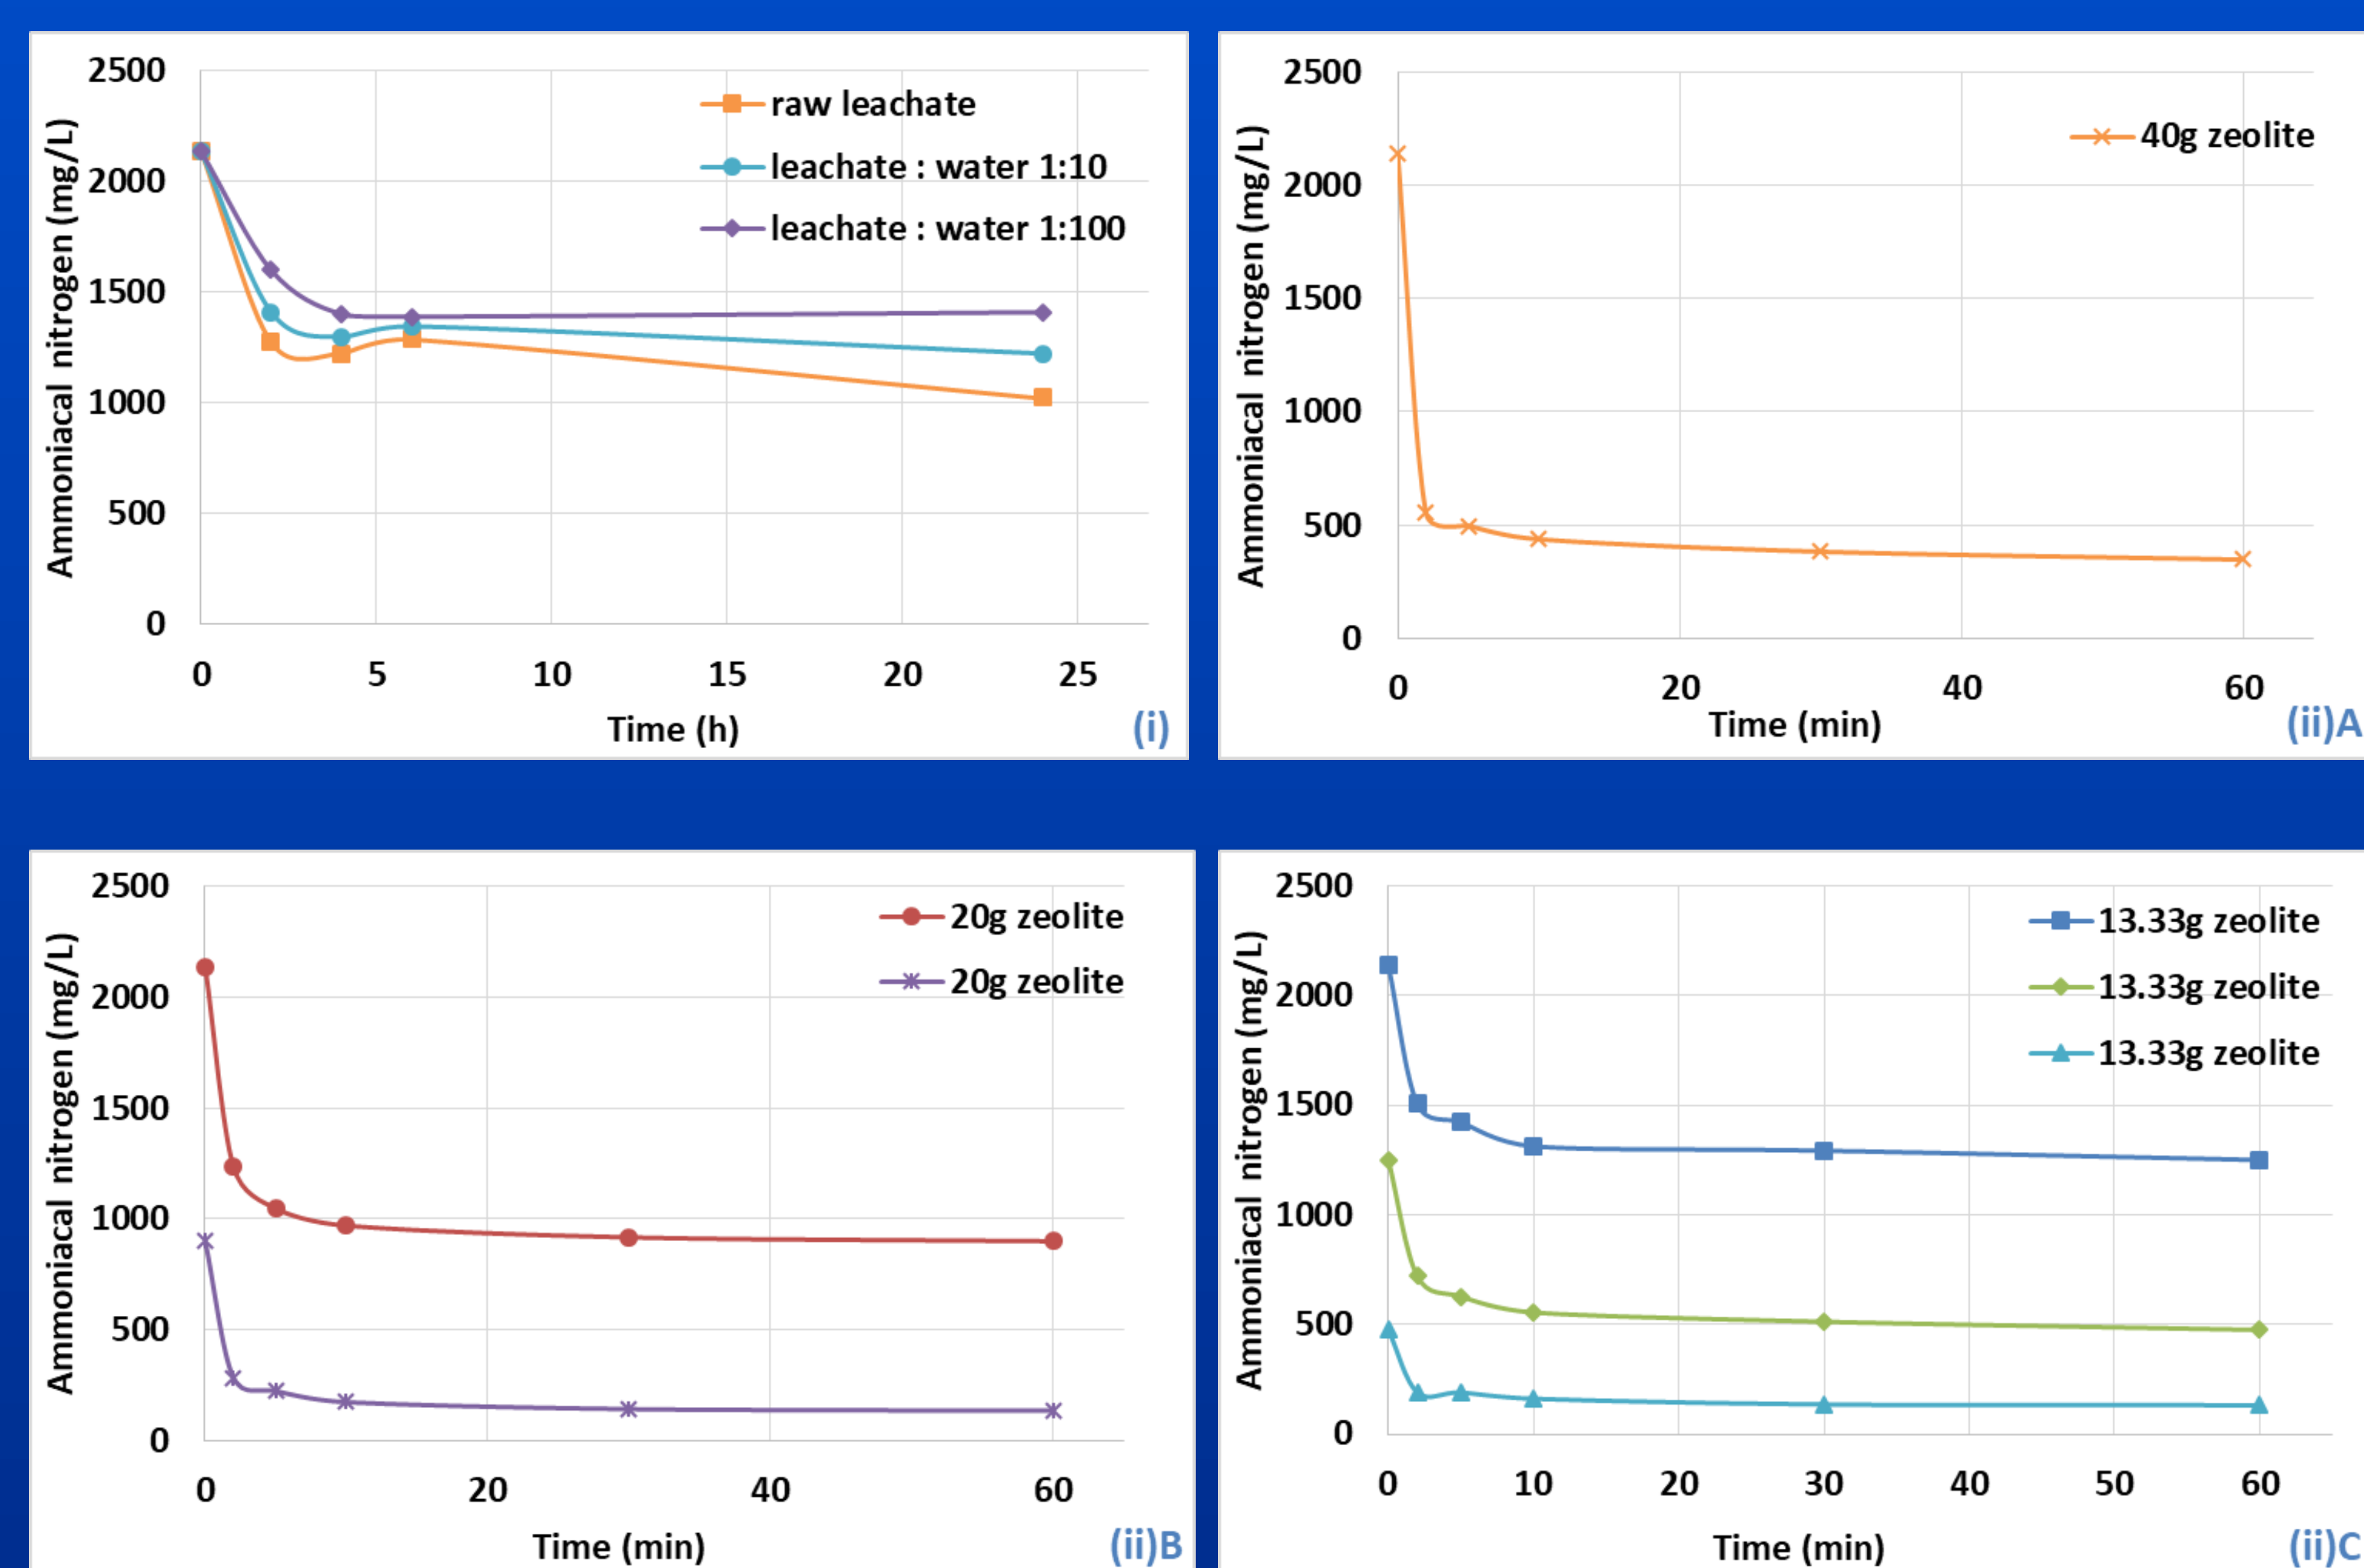 Ammoniacal nitrogen (mg/L)
2500
2000
1500
1000
500
0
raw leachate
leachate : water 1:10
leachate : water 1:100
0 5 10 15 20 25
Time (h)
(i)
Ammoniacal nitrogen (mg/L)
2500
2000
1500
1000
500
0
40g zeolite
0 20 40 60
Time (min)
(ii)A
Ammoniacal nitrogen (mg/L)
2500
2000
1500
1000
500
0
20g zeolite
20g zeolite
0 20 40 60
Time (min)
(ii)B
Ammoniacal nitrogen (mg/L)
2500
2000
1500
1000
500
0
13.33g zeolite
13.33g zeolite
13.33g zeolite
0 10 20 30 40 50 60
Time (min)
(ii)C